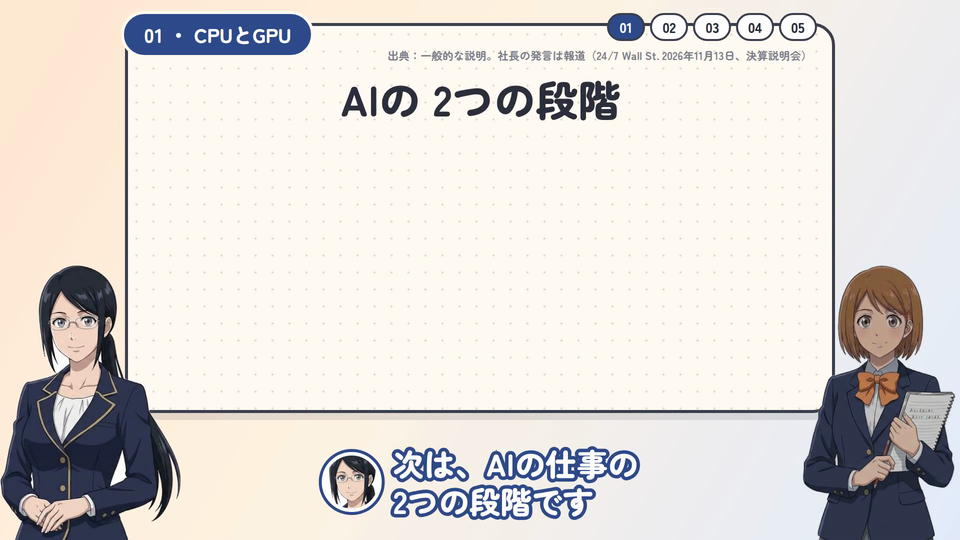 01 ・ CPUとGPU
01 02 03 04 05
出典：一般的な説明。社長の発言は報道（24/7 Wall St. 2026年11月13日、決算説明会）
AIの 2つの段階
次は、AIの仕事の
2つの段階です